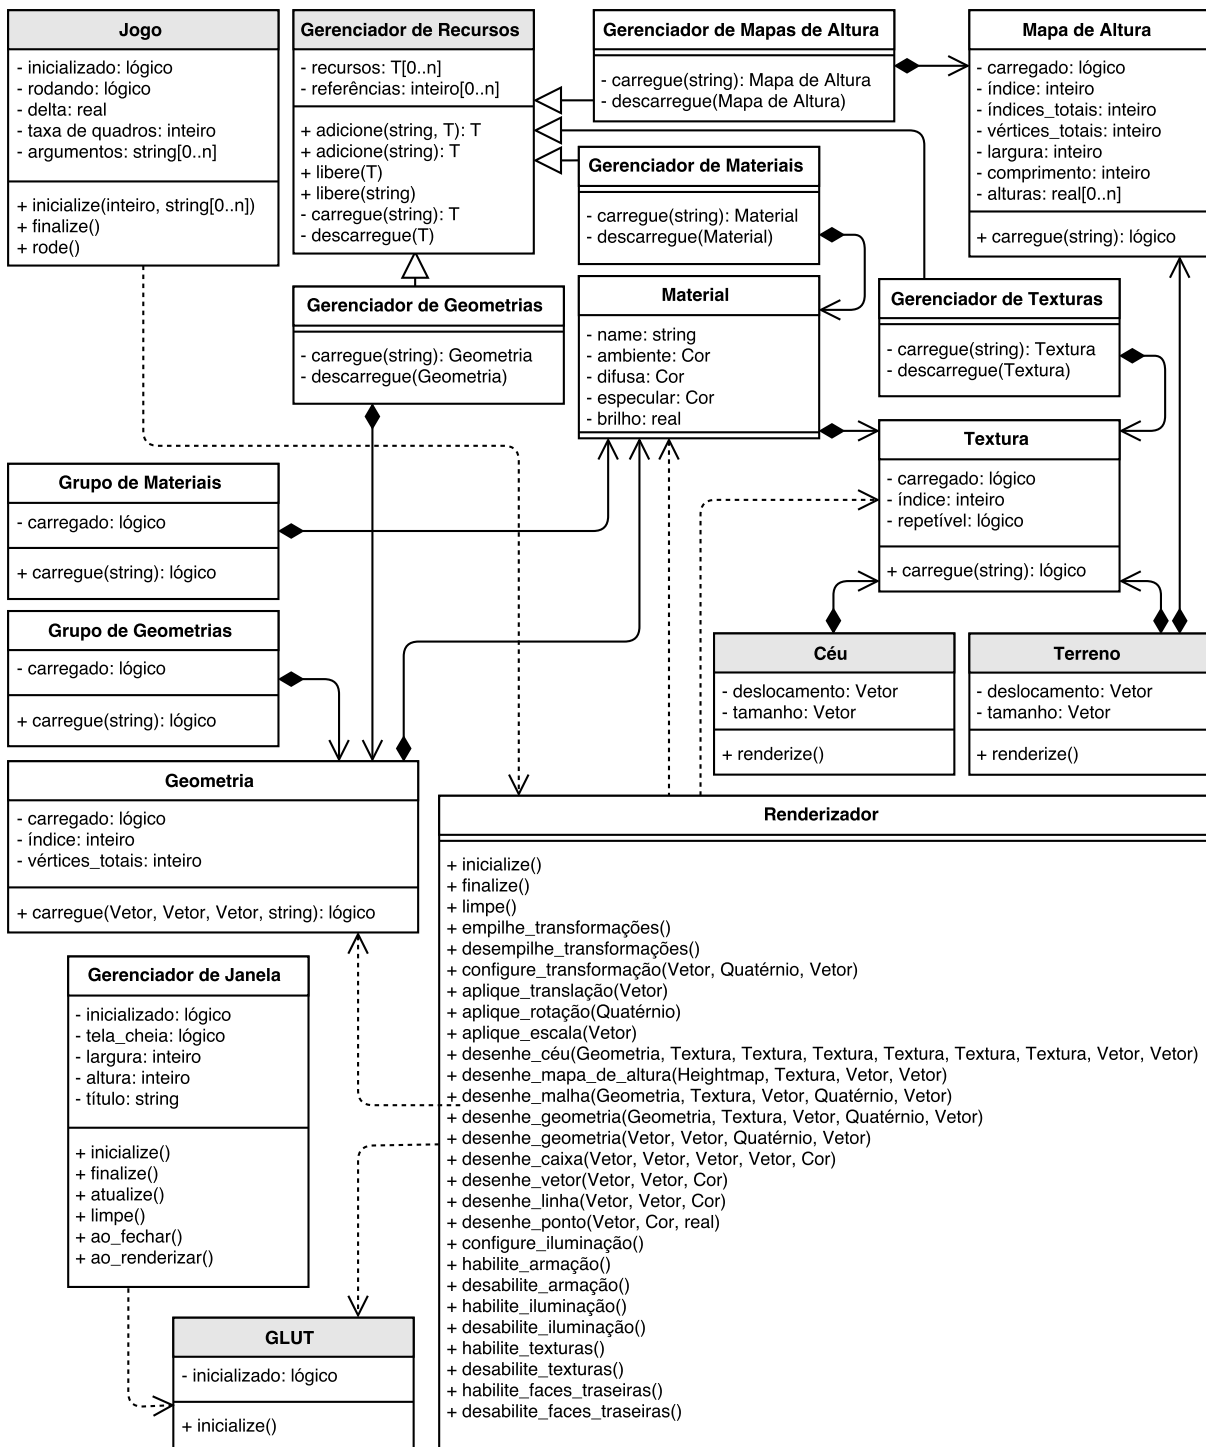 Jogo
- inicializado: lógico
- rodando: lógico
- delta: real
- taxa de quadros: inteiro
- argumentos: string[0..n]
+ inicialize(inteiro, string[0..n])
+ finalize()
+ rode()
Gerenciador de Recursos
- recursos: T[0..n]
- referências: inteiro[0..n]
+ adicione(string, T): T
+ adicione(string): T
+ libere(T)
+ libere(string)
- carregue(string): T
- descarregue(T)
Gerenciador de Mapas de Altura
- carregue(string): Mapa de Altura
- descarregue(Mapa de Altura)
Mapa de Altura
- carregado: lógico
- índice: inteiro
- índices_totais: inteiro
- vértices_totais: inteiro
- largura: inteiro
- comprimento: inteiro
- alturas: real[0..n]
+ carregue(string): lógico
Gerenciador de Materiais
- carregue(string): Material
- descarregue(Material)
Gerenciador de Geometrias
- carregue(string): Geometria
- descarregue(Geometria)
Material
- name: string
- ambiente: Cor
- difusa: Cor
- especular: Cor
- brilho: real
Gerenciador de Texturas
- carregue(string): Textura
- descarregue(Textura)
Textura
- carregado: lógico
- índice: inteiro
- repetível: lógico
+ carregue(string): lógico
Grupo de Materiais
- carregado: lógico
+ carregue(string): lógico
Grupo de Geometrias
- carregado: lógico
+ carregue(string): lógico
Céu
- deslocamento: Vetor
- tamanho: Vetor
+ renderize()
Terreno
- deslocamento: Vetor
- tamanho: Vetor
+ renderize()
Geometria
- carregado: lógico
- índice: inteiro
- vértices_totais: inteiro
+ carregue(Vetor, Vetor, Vetor, string): lógico
Renderizador
+ inicialize()
+ finalize()
+ limpe()
+ empilhe_transformações()
+ desempilhe_transformações()
+ configure_transformação(Vetor, Quatérnio, Vetor)
+ aplique_translação(Vetor)
+ aplique_rotação(Quatérnio)
+ aplique_escala(Vetor)
+ desenhe_céu(Geometria, Textura, Textura, Textura, Textura, Textura, Textura, Vetor, Vetor)
+ desenhe_mapa_de_altura(Heightmap, Textura, Vetor, Vetor)
+ desenhe_malha(Geometria, Textura, Vetor, Quatérnio, Vetor)
+ desenhe_geometria(Geometria, Textura, Vetor, Quatérnio, Vetor)
+ desenhe_geometria(Vetor, Vetor, Quatérnio, Vetor)
+ desenhe_caixa(Vetor, Vetor, Vetor, Vetor, Cor)
+ desenhe_vetor(Vetor, Vetor, Cor)
+ desenhe_linha(Vetor, Vetor, Cor)
+ desenhe_ponto(Vetor, Cor, real)
+ configure_iluminação()
+ habilite_armação()
+ desabilite_armação()
+ habilite_iluminação()
+ desabilite_iluminação()
+ habilite_texturas()
+ desabilite_texturas()
+ habilite_faces_traseiras()
+ desabilite_faces_traseiras()
Gerenciador de Janela
- inicializado: lógico
- tela_cheia: lógico
- largura: inteiro
- altura: inteiro
- título: string
+ inicialize()
+ finalize()
+ atualize()
+ limpe()
+ ao_fechar()
+ ao_renderizar()
GLUT
- inicializado: lógico
+ inicialize()